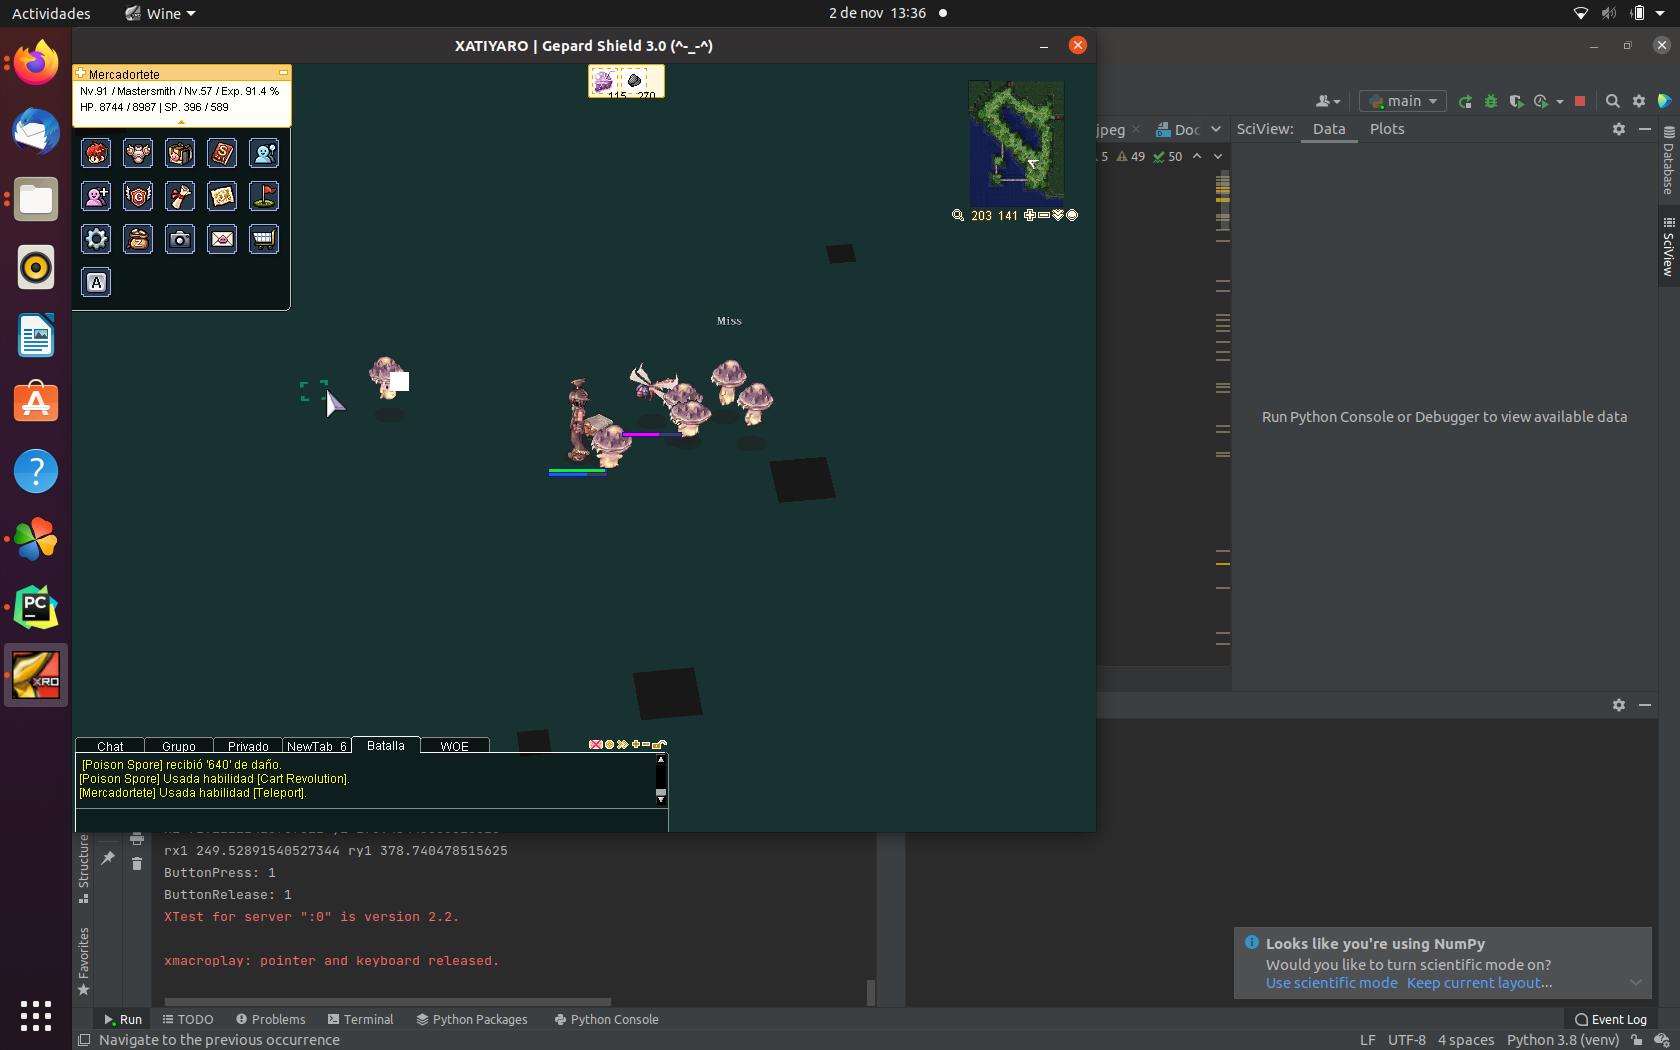 Actividades
Wine
2 de nov 13:36
XATIYARO | Gepard Shield 3.0 (^-_-^)
Mercadortete
Nv.91 / Mastersmith / Nv.57 / Exp. 91.4 %
HP. 8744 / 8987 | SP. 396 / 589
115 270
203 141
Miss
A
main
jpeg
Doc
SciView:
Data
Plots
5
49
50
Database
SciView
Run Python Console or Debugger to view available data
XRO
PC
Chat
Grupo
Privado
NewTab 6
Batalla
WOE
[Poison Spore] recibió '640' de daño.
[Poison Spore] Usada habilidad [Cart Revolution].
[Mercadortete] Usada habilidad [Teleport].
rx1 249.52891540527344 ry1 378.740478515625
ButtonPress: 1
ButtonRelease: 1
XTest for server ":0" is version 2.2.
xmacroplay: pointer and keyboard released.
Structure
Favorites
Looks like you're using NumPy
Would you like to turn scientific mode on?
Use scientific mode Keep current layout...
Run
TODO
Problems
Terminal
Python Packages
Python Console
Event Log
Navigate to the previous occurrence
LF UTF-8 4 spaces Python 3.8 (venv)